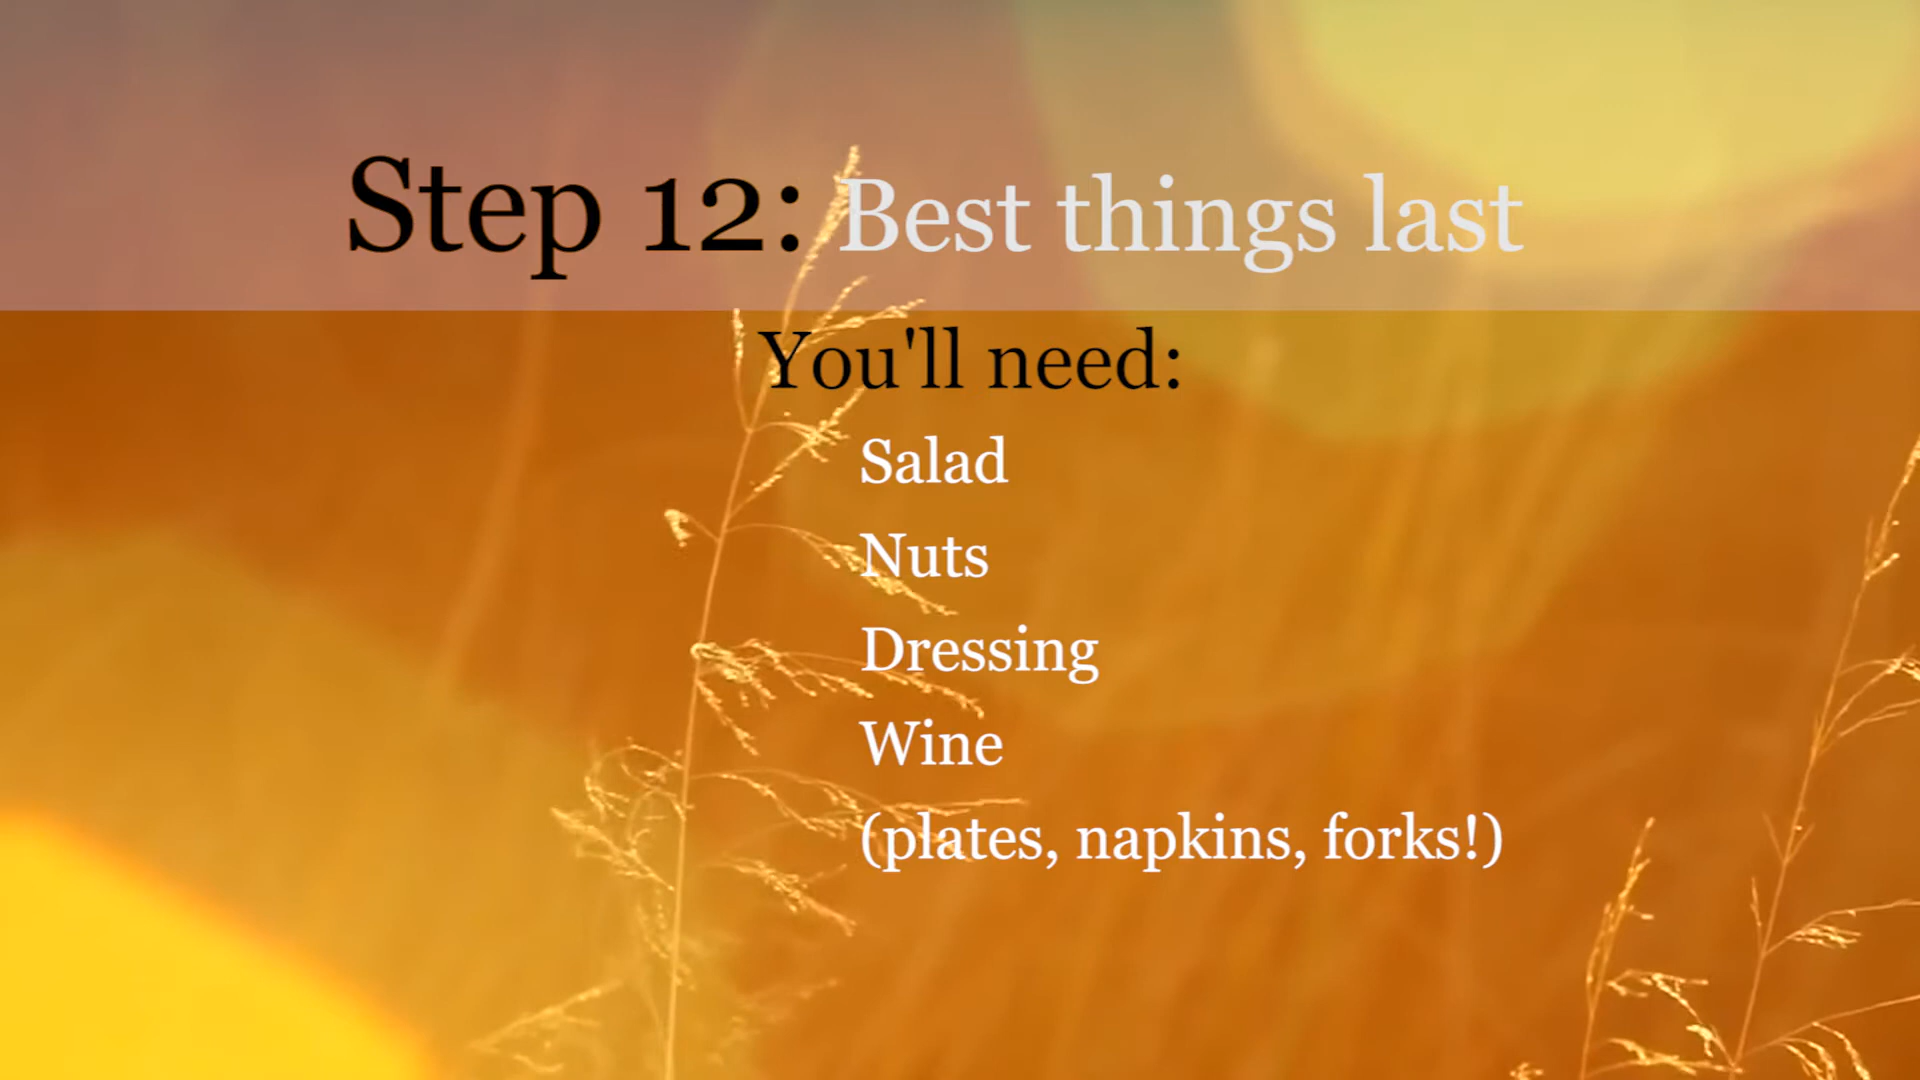 Step 12: Best things last
You'll need:
Salad
Nuts
Dressing
Wine
(plates, napkins, forks!)